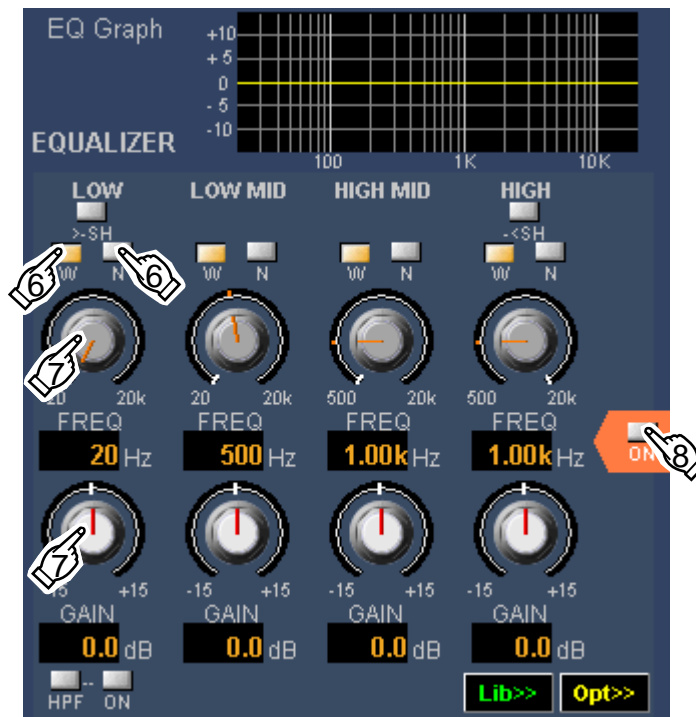 EQ Graph
+10
+ 5
0
- 5
-10
100 1K 10K
EQUALIZER
LOW LOW MID HIGH MID HIGH
>-SH -<SH
W N W N W N W N
6 6
7
20 20k 20 20k 500 20k 500 20k
FREQ FREQ FREQ FREQ
20 Hz 500 Hz 1.00k Hz 1.00k Hz
ON 8
7
-15 +15 -15 +15 -15 +15 -15 +15
GAIN GAIN GAIN GAIN
0.0 dB 0.0 dB 0.0 dB 0.0 dB
HPF -- ON
Lib>> Opt>>